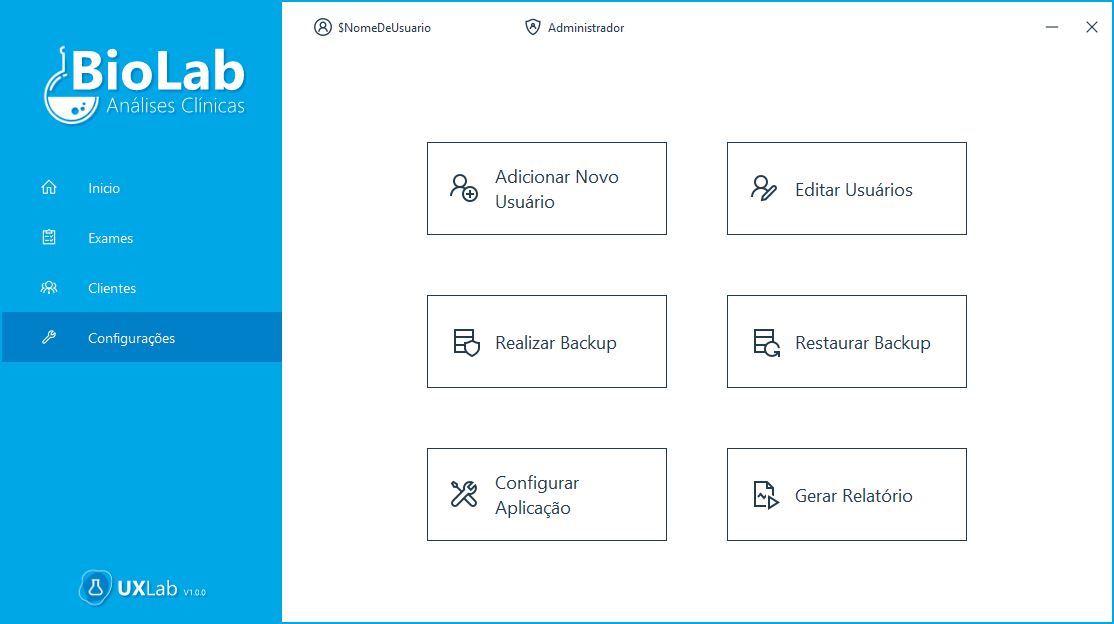 BioLab
Análises Clínicas
Inicio
Exames
Clientes
Configurações
UXLab V1.0.0
$NomeDeUsuario
Administrador
Adicionar Novo
Usuário
Editar Usuários
Realizar Backup
Restaurar Backup
Configurar
Aplicação
Gerar Relatório